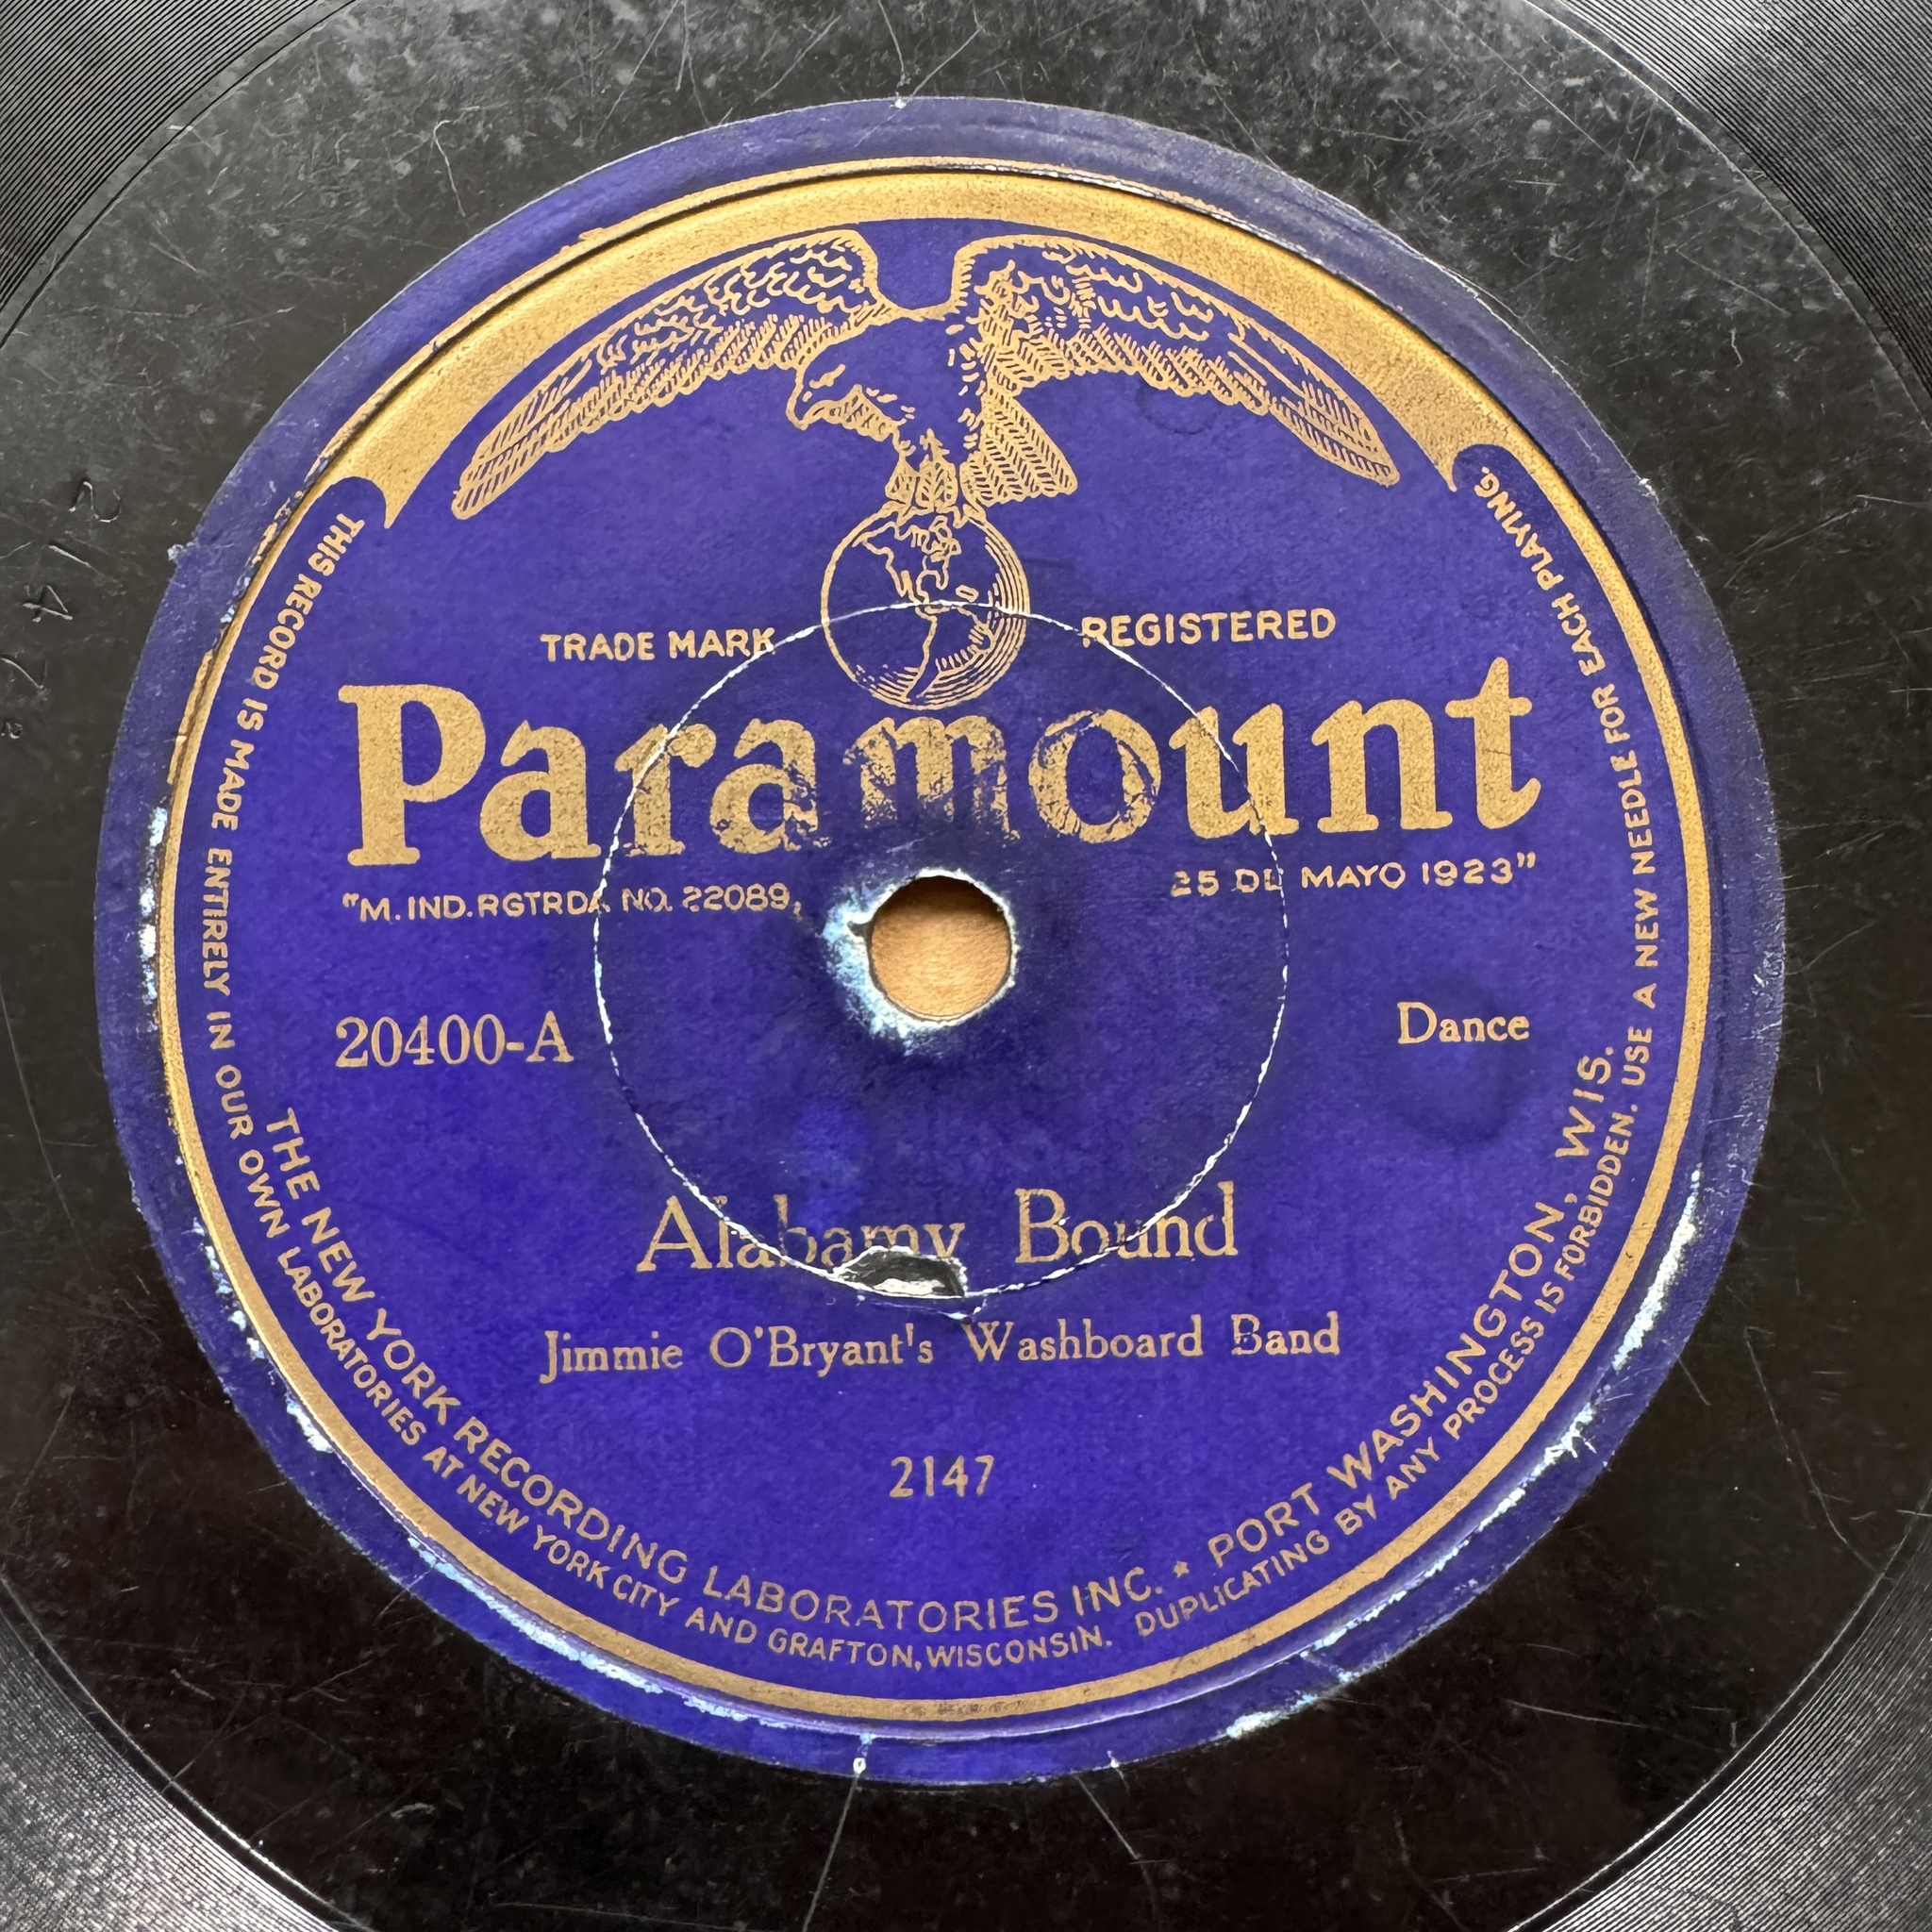 TRADE MARK REGISTERED
Paramount
"M. IND. RGTRDA NO. 22089, 25 DE MAYO 1923"
20400-A
Dance
Alabamy Bound
Jimmie O'Bryant's Washboard Band
2147
THE NEW YORK RECORDING LABORATORIES INC. * PORT WASHINGTON, WIS.
THIS RECORD IS MADE ENTIRELY IN OUR OWN LABORATORIES AT NEW YORK CITY AND GRAFTON, WISCONSIN. DUPLICATING BY ANY PROCESS IS FORBIDDEN. USE A NEW NEEDLE FOR EACH PLAYING.